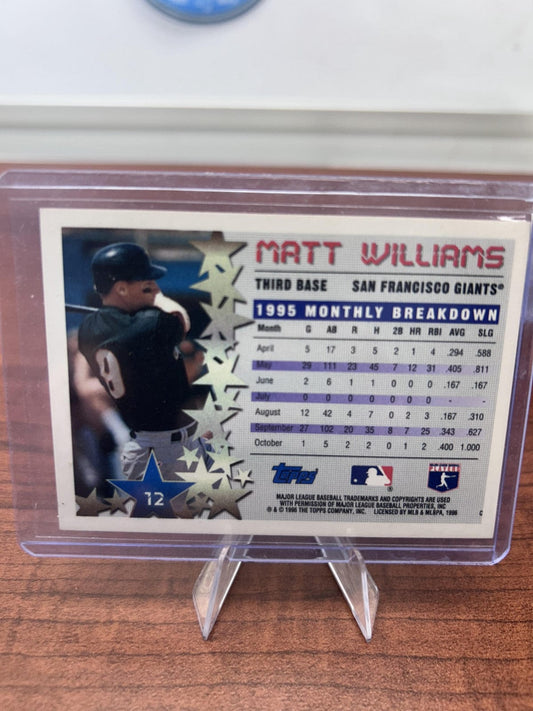 MATT WILLIAMS
THIRD BASE SAN FRANCISCO GIANTS®
1995 MONTHLY BREAKDOWN
Month G AB R H 2B HR RBI AVG SLG
April 5 17 3 5 2 1 4 .294 .588
May 29 111 23 45 7 12 31 .405 .811
June 2 6 1 1 0 0 0 .167 .167
July 0 0 0 0 0 0 0 - -
August 12 42 4 7 0 2 3 .167 .310
September 27 102 20 35 8 7 25 .343 .627
October 1 5 2 2 0 1 2 .400 1.000
12
Topps
PLAYERS
MAJOR LEAGUE BASEBALL TRADEMARKS AND COPYRIGHTS ARE USED
WITH PERMISSION OF MAJOR LEAGUE BASEBALL PROPERTIES, INC
® & © 1996 THE TOPPS COMPANY, INC. LICENSED BY MLB & MLBPA, 1996